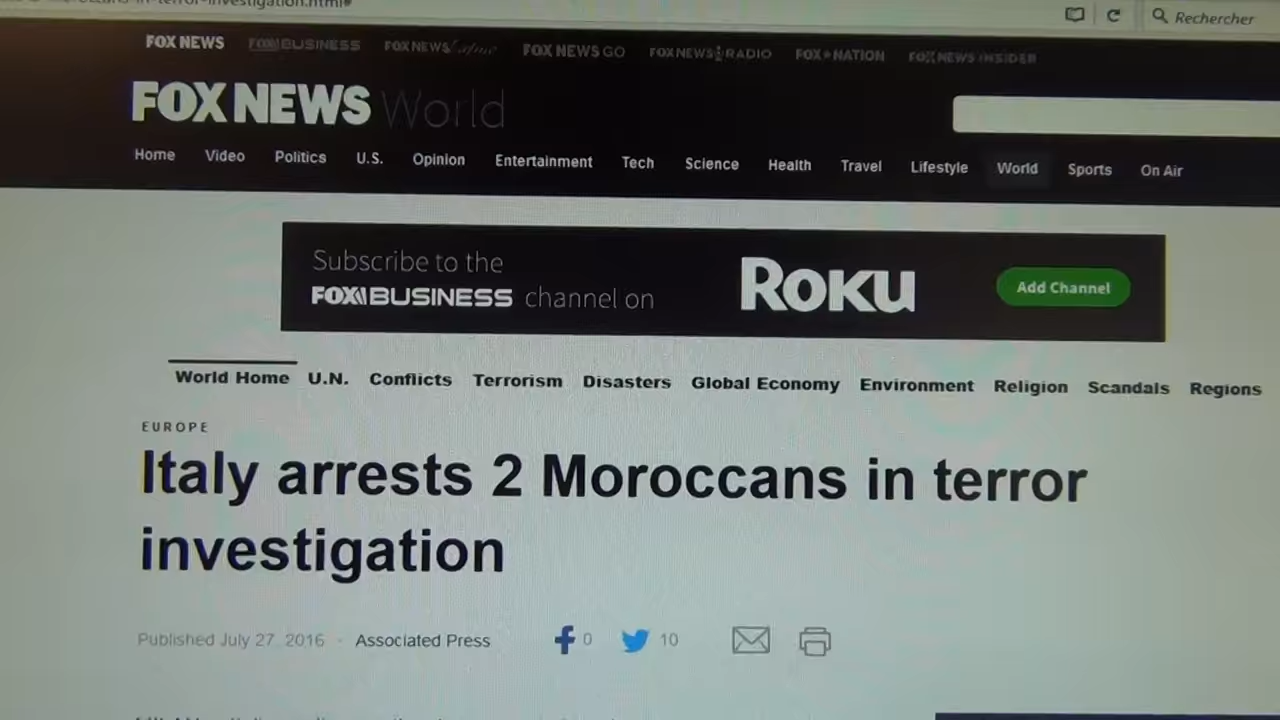 Rechercher
FOX NEWS FOX BUSINESS FOX NEWS Latino FOX NEWS GO FOX NEWS RADIO FOX NATION FOX NEWS INSIDER
FOX NEWS World
Home Video Politics U.S. Opinion Entertainment Tech Science Health Travel Lifestyle World Sports On Air
Subscribe to the
FOX BUSINESS channel on
ROKU
Add Channel
World Home U.N. Conflicts Terrorism Disasters Global Economy Environment Religion Scandals Regions
EUROPE
Italy arrests 2 Moroccans in terror
investigation
Published July 27, 2016 · Associated Press 0 10